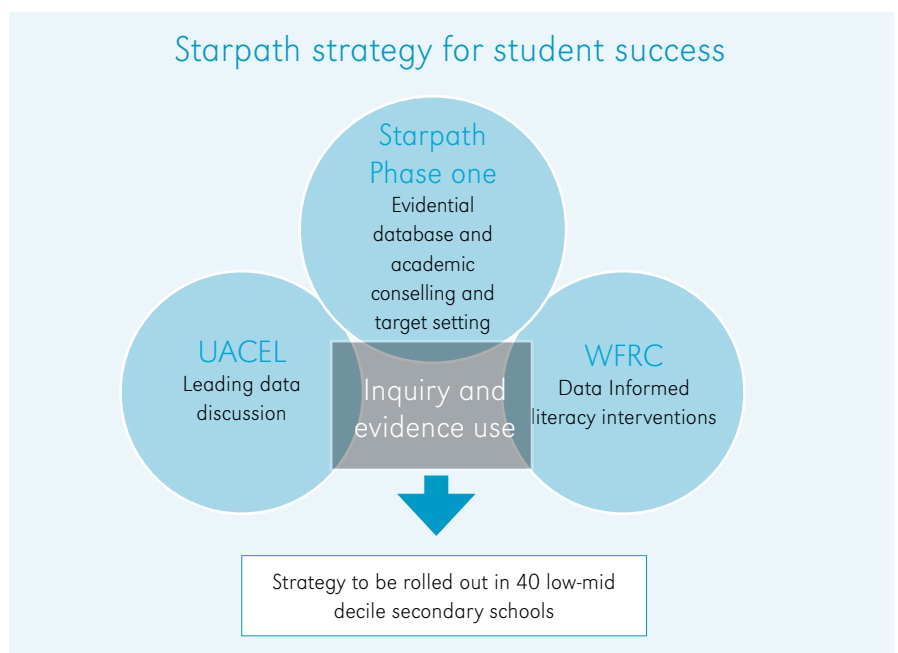 Starpath strategy for student success
Starpath
Phase one
Evidential
database and
academic
conselling and
target setting
UACEL
Leading data
discussion
WFRC
Data Informed
literacy interventions
Inquiry and
evidence use
Strategy to be rolled out in 40 low-mid
decile secondary schools